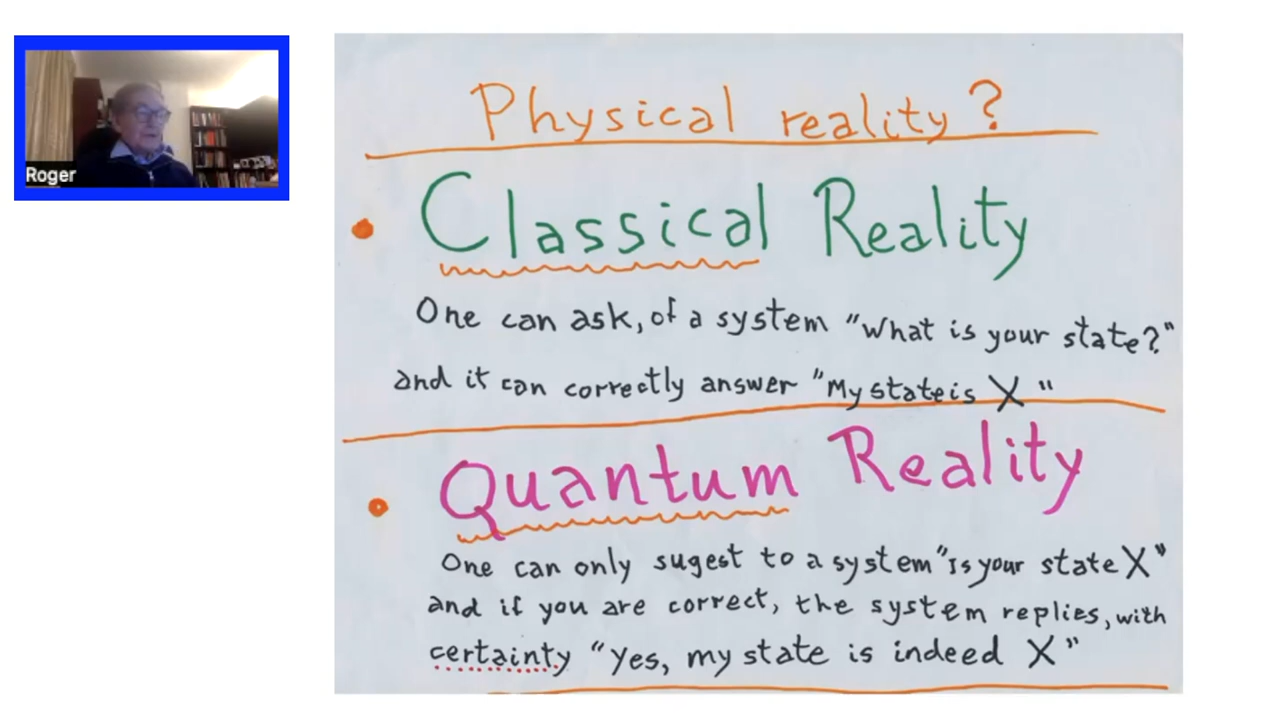 Roger
Physical reality?
Classical Reality
One can ask, of a system "What is your state?"
and it can correctly answer "My state is X"
Quantum Reality
One can only sugest to a system "Is your state X"
and if you are correct, the system replies, with
certainty "Yes, my state is indeed X"